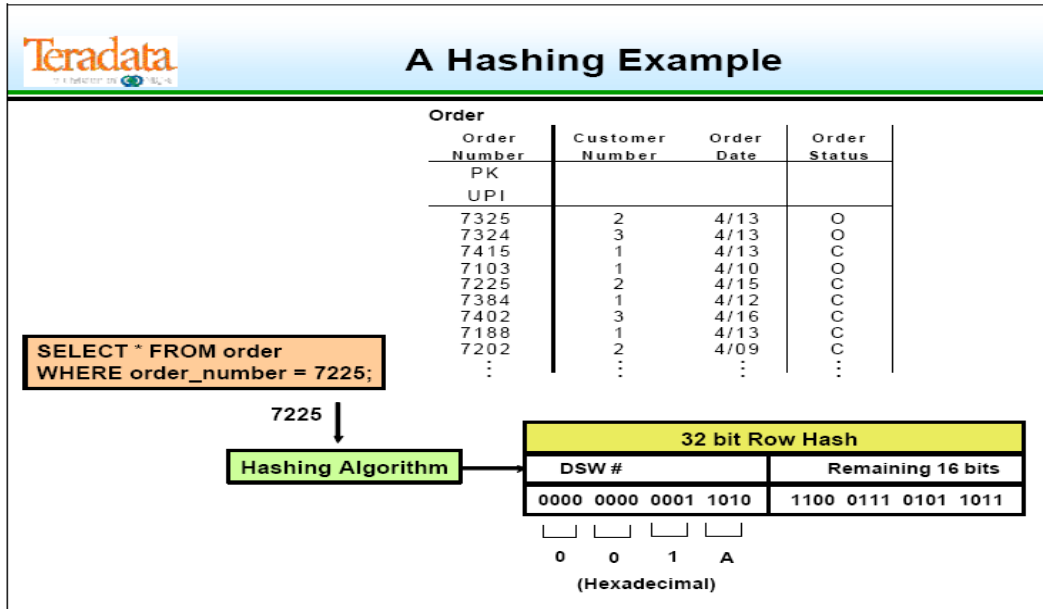 Teradata
A Hashing Example
Order
Order Number Customer Number Order Date Order Status
PK
UPI
7325 2 4/13 O
7324 3 4/13 O
7415 1 4/13 C
7103 1 4/10 O
7225 2 4/15 C
7384 1 4/12 C
7402 3 4/16 C
7188 1 4/13 C
7202 2 4/09 C
⋮ ⋮ ⋮ ⋮
SELECT * FROM order
WHERE order_number = 7225;
7225
Hashing Algorithm
32 bit Row Hash
DSW # Remaining 16 bits
0000 0000 0001 1010 1100 0111 0101 1011
0 0 1 A
(Hexadecimal)